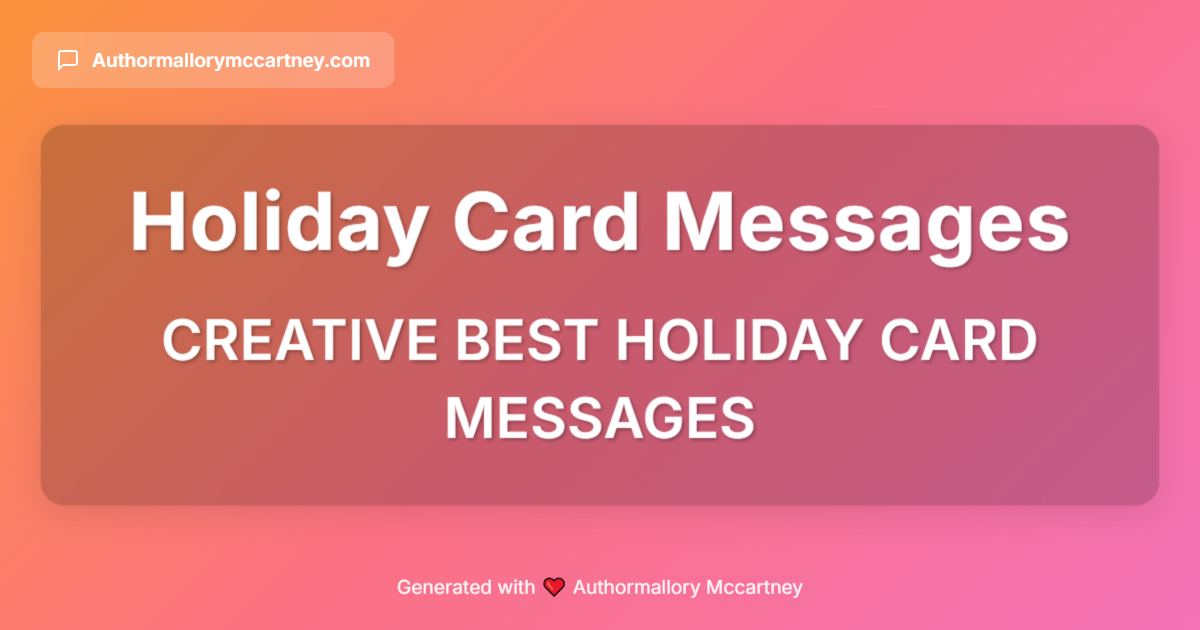 Authormallorymccartney.com
Holiday Card Messages
CREATIVE BEST HOLIDAY CARD
MESSAGES
Generated with ❤️ Authormallory Mccartney